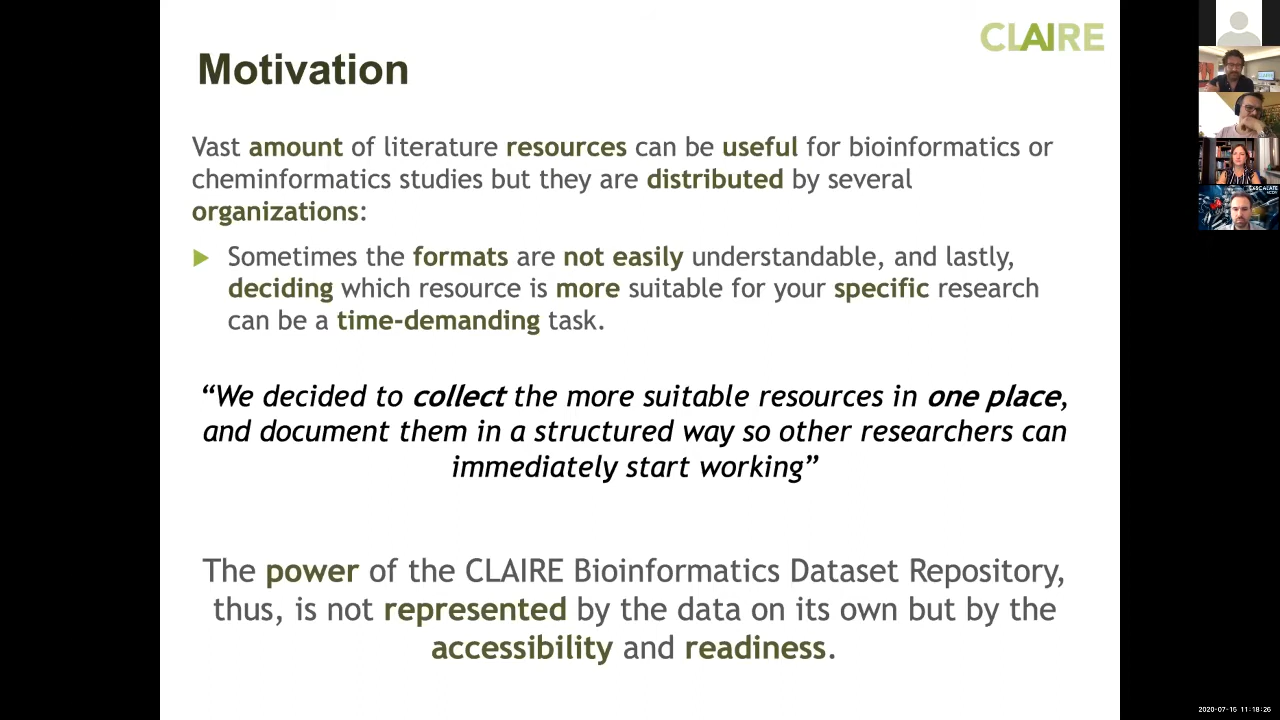 CLAIRE
Motivation
Vast amount of literature resources can be useful for bioinformatics or
cheminformatics studies but they are distributed by several
organizations:
Sometimes the formats are not easily understandable, and lastly,
deciding which resource is more suitable for your specific research
can be a time-demanding task.
“We decided to collect the more suitable resources in one place,
and document them in a structured way so other researchers can
immediately start working”
The power of the CLAIRE Bioinformatics Dataset Repository,
thus, is not represented by the data on its own but by the
accessibility and readiness.
2020-07-15 11:18:26